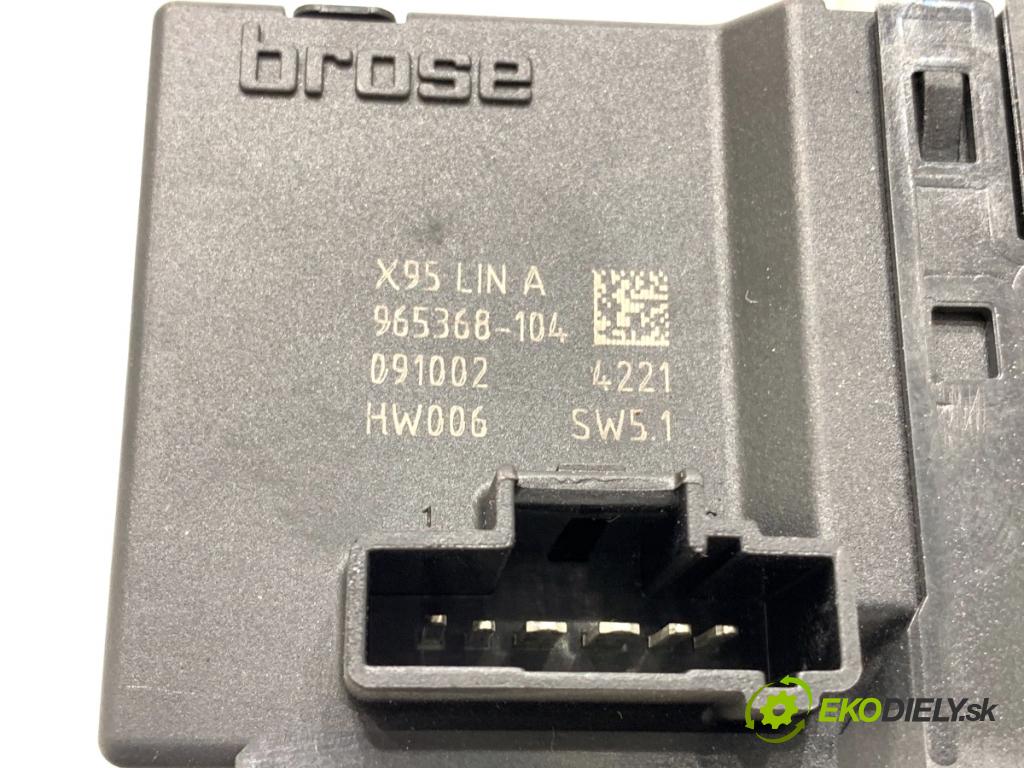 brose
X95 LIN A
965368-104
091002 4221
HW006 SW5.1
1
EKODIELY.sk